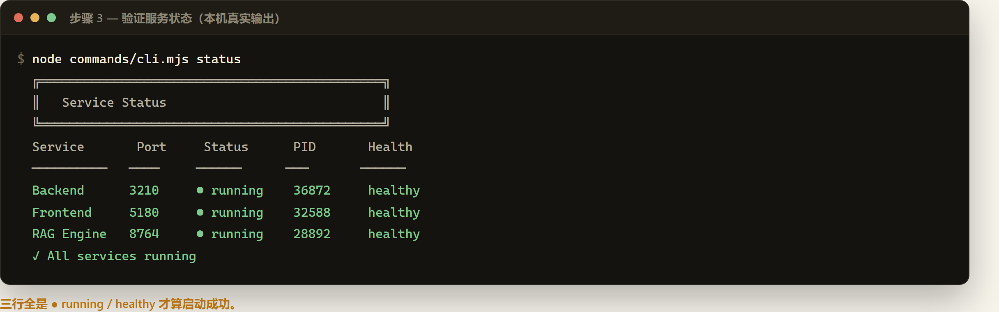 步骤 3 — 验证服务状态（本机真实输出）
$ node commands/cli.mjs status
╔══════════════════════════════════════════════╗
║   Service Status                             ║
╚══════════════════════════════════════════════╝
Service       Port     Status      PID       Health
──────────   ────     ──────      ───       ──────
Backend      3210     ● running    36872     healthy
Frontend     5180     ● running    32588     healthy
RAG Engine   8764     ● running    28892     healthy
√ All services running
三行全是 ● running / healthy 才算启动成功。